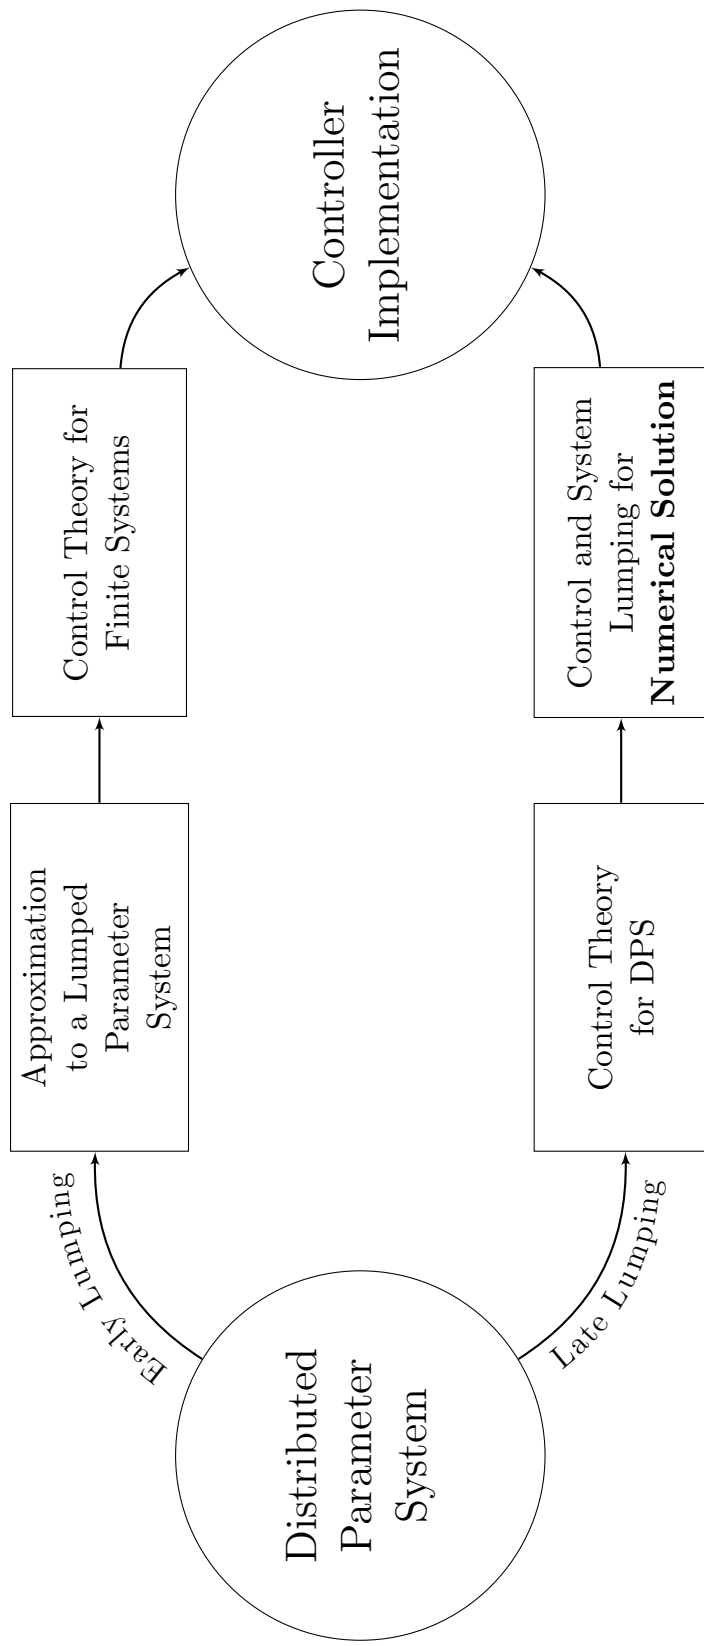 Distributed
Parameter
System
Early Lumping
Approximation
to a Lumped
Parameter
System
Control Theory for
Finite Systems
Late Lumping
Control Theory
for DPS
Control and System
Lumping for
Numerical Solution
Controller
Implementation